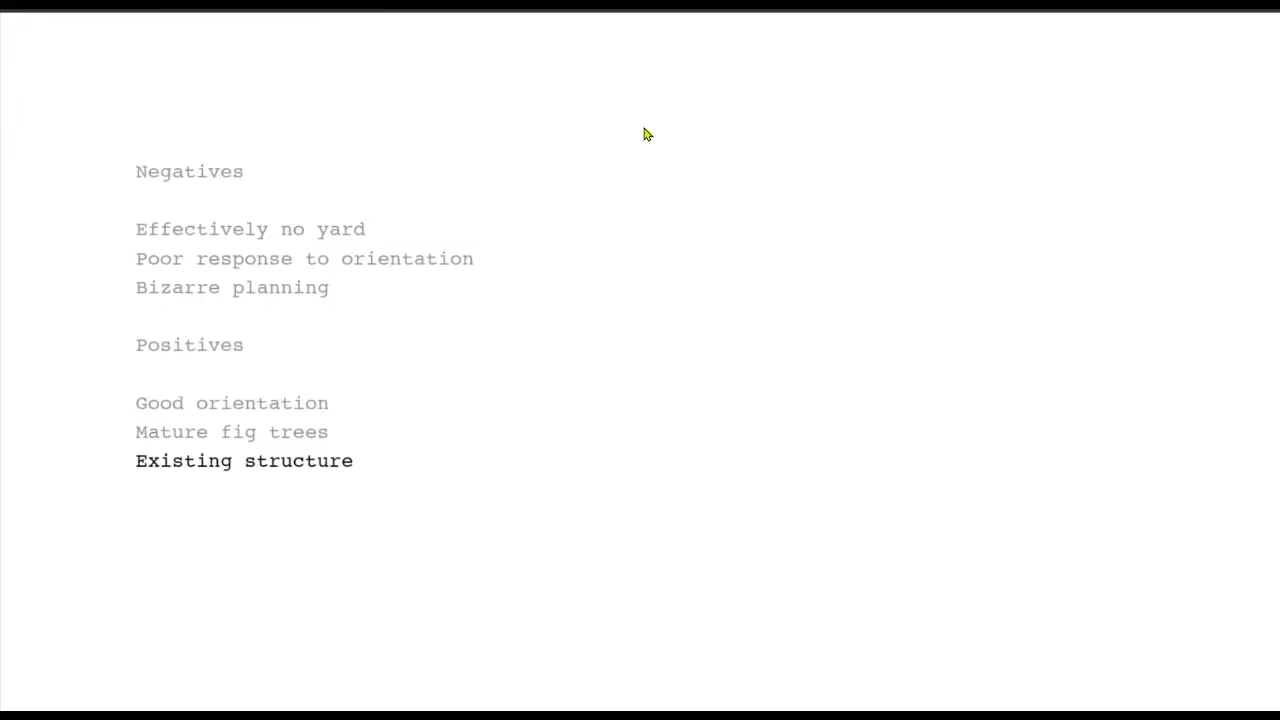 Negatives
Effectively no yard
Poor response to orientation
Bizarre planning
Positives
Good orientation
Mature fig trees
Existing structure